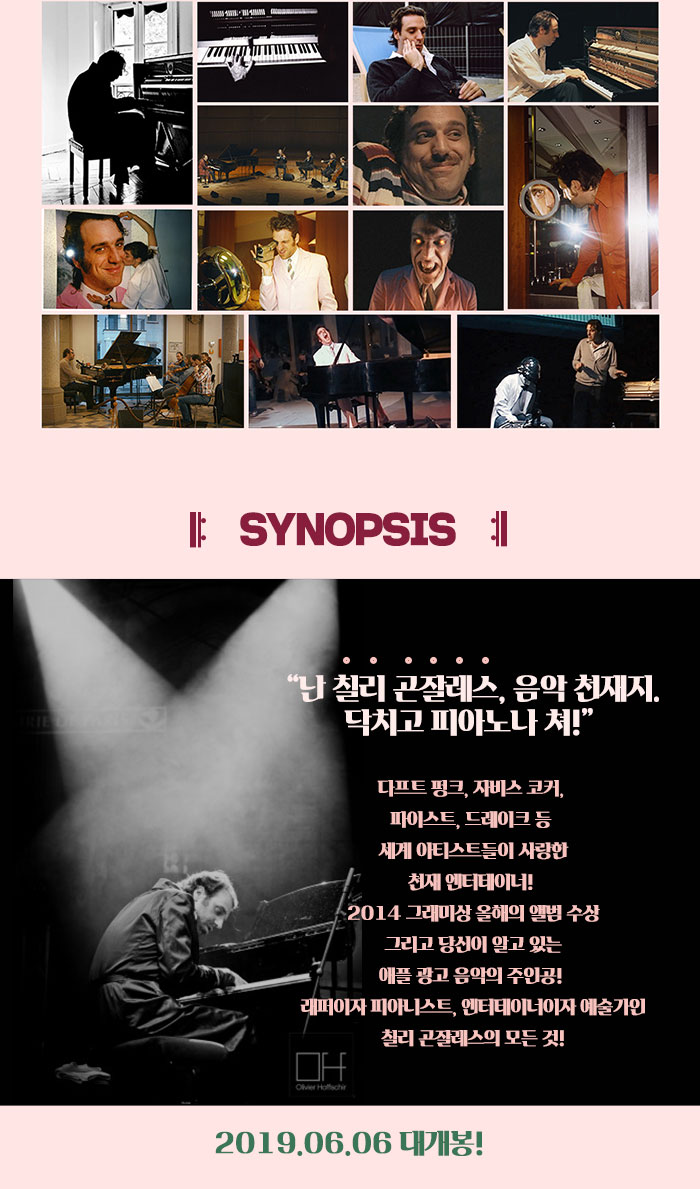 SYNOPSIS
“난 칠리 곤잘레스, 음악 천재지.
닥치고 피아노나 쳐!”
다프트 펑크, 자비스 코커,
파이스트, 드레이크 등
세계 아티스트들이 사랑한
천재 엔터테이너!
2014 그래미상 올해의 앨범 수상
그리고 당신이 알고 있는
애플 광고 음악의 주인공!
래퍼이자 피아니스트, 엔터테이너이자 예술가인
칠리 곤잘레스의 모든 것!
OH
Olivier Hoffschir
2019.06.06 대개봉!